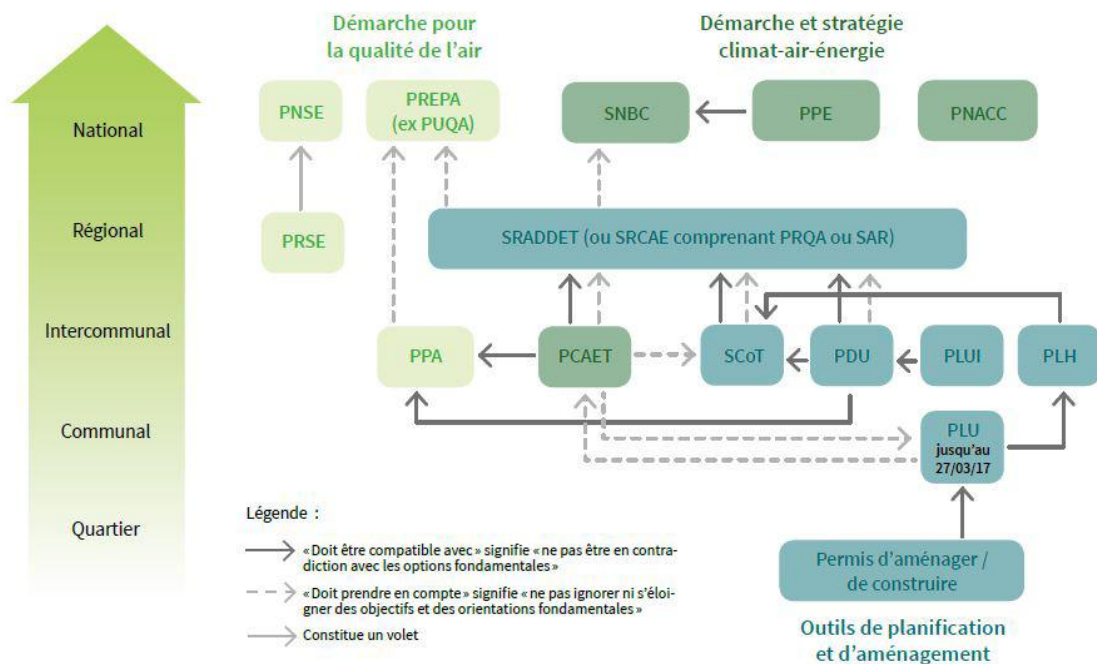 Démarche pour
la qualité de l'air
Démarche et stratégie
climat-air-énergie
National
PNSE
PREPA
(ex PUQA)
SNBC
PPE
PNACC
Régional
PRSE
SRADDET (ou SRCAE comprenant PRQA ou SAR)
Intercommunal
PPA
PCAET
SCoT
PDU
PLUI
PLH
Communal
PLU
jusqu'au
27/03/17
Quartier
Légende :
« Doit être compatible avec » signifie « ne pas être en contra-
diction avec les options fondamentales »
« Doit prendre en compte » signifie « ne pas ignorer ni s'éloi-
gner des objectifs et des orientations fondamentales »
Constitue un volet
Permis d'aménager /
de construire
Outils de planification
et d'aménagement